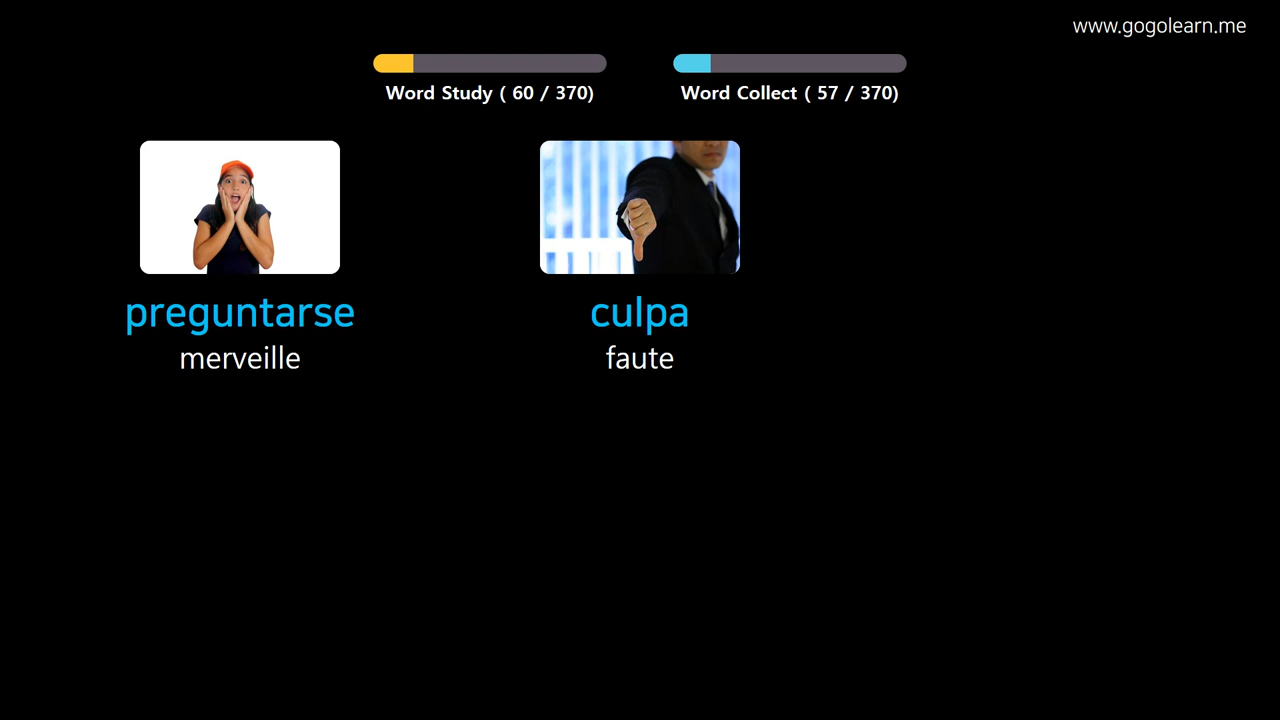 www.gogolearn.me
Word Study ( 60 / 370)
Word Collect ( 57 / 370)
preguntarse
merveille
culpa
faute